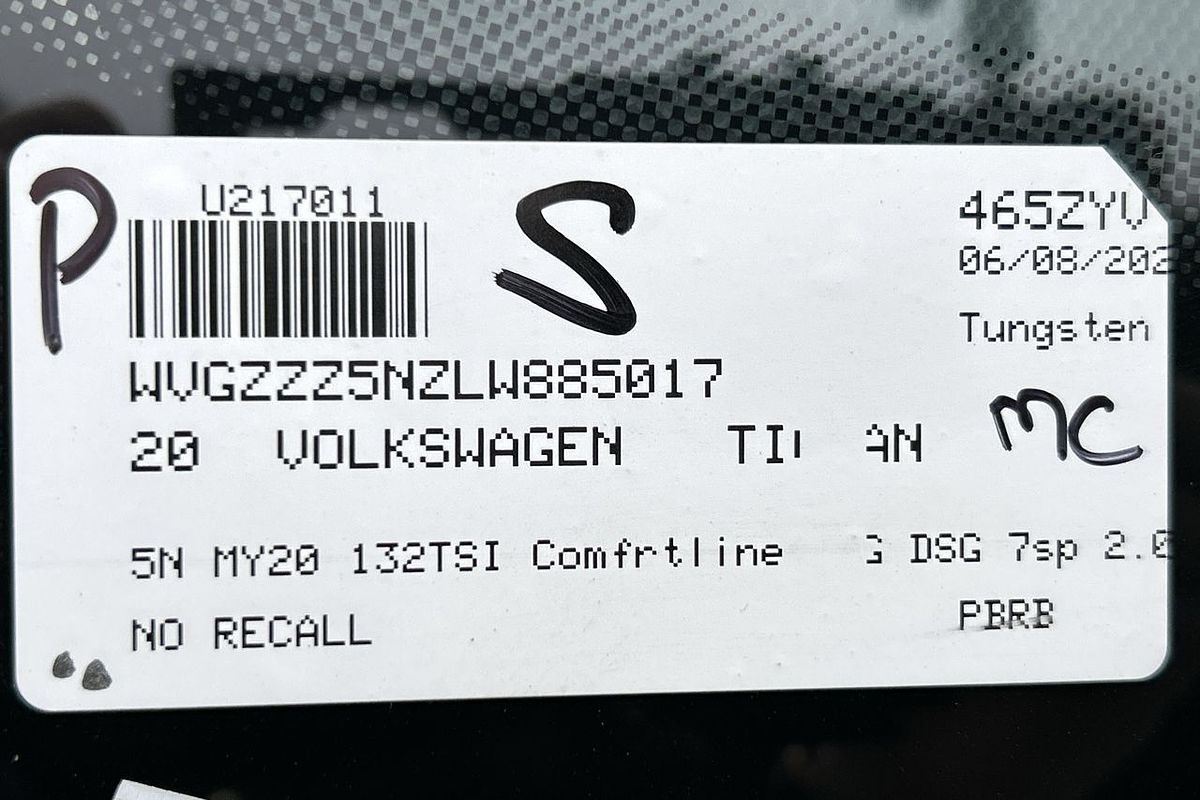 P
U217011
S
465ZYV
06/08/202
WVGZZZ5NZLW885017
Tungsten
20 VOLKSWAGEN
MC
5N MY20 132TSI Comfrtline DSG 7sp 2.0
NO RECALL
PBRB